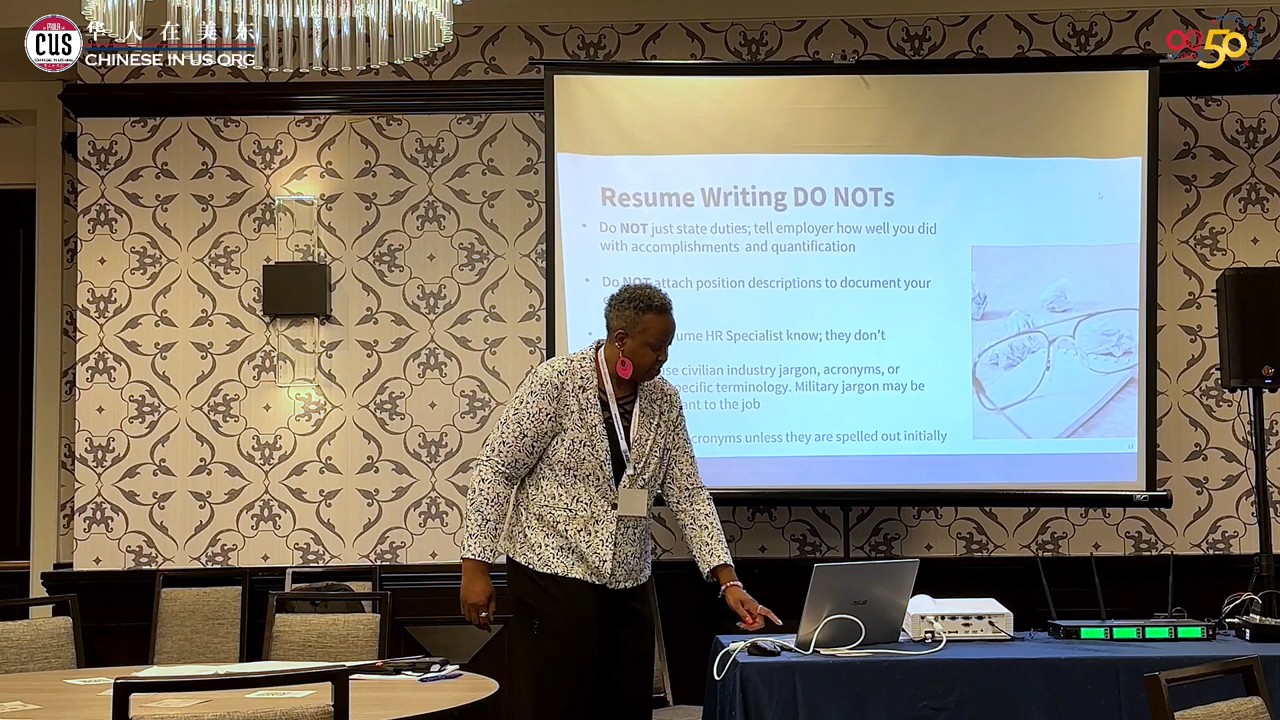 CUS
华人在美东
CHINESE IN US.ORG
50
Resume Writing DO NOTs
Do NOT just state duties; tell employer how well you did
with accomplishments and quantification
Do NOT attach position descriptions to document your
HR Specialist know; they don't
civilian industry jargon, acronyms, or
terminology. Military jargon may be
to the job
unless they are spelled out initially
ASUS